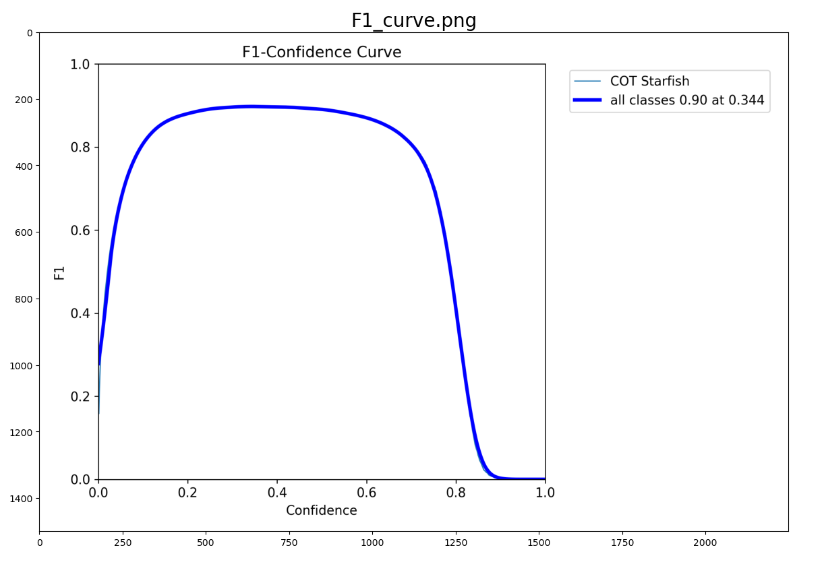 F1_curve.png
F1-Confidence Curve
COT Starfish
all classes 0.90 at 0.344
F1
1.0
0.8
0.6
0.4
0.2
0.0
0.0 0.2 0.4 0.6 0.8 1.0
Confidence
0
200
400
600
800
1000
1200
1400
0 250 500 750 1000 1250 1500 1750 2000